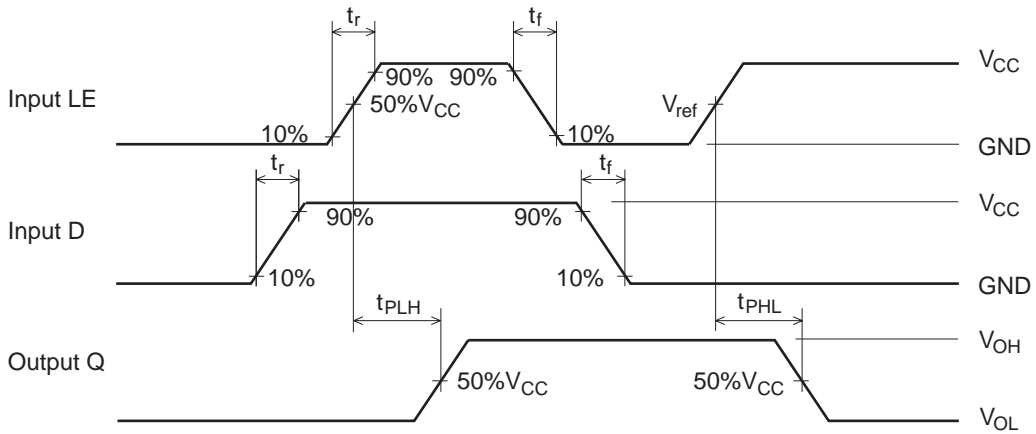 tr
tf
VCC
90%
90%
Input LE
50%VCC
Vref
10%
10%
GND
tr
tf
VCC
90%
90%
Input D
10%
10%
GND
tPLH
tPHL
VOH
Output Q
50%VCC
50%VCC
VOL